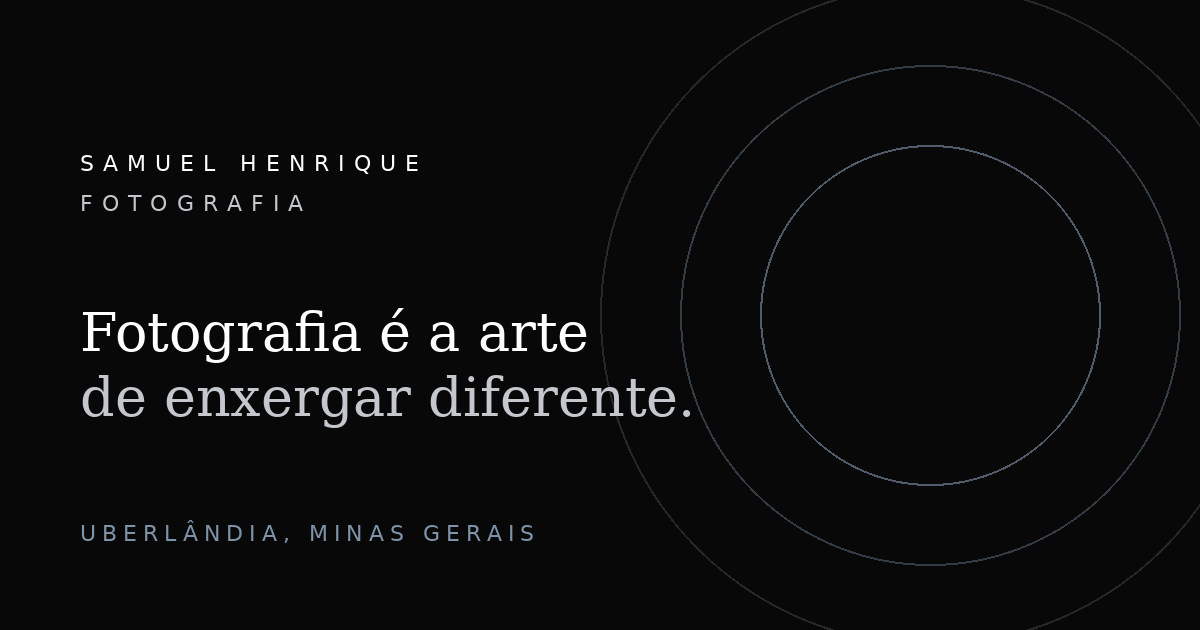 SAMUEL HENRIQUE
FOTOGRAFIA
Fotografia é a arte
de enxergar diferente.
UBERLÂNDIA, MINAS GERAIS